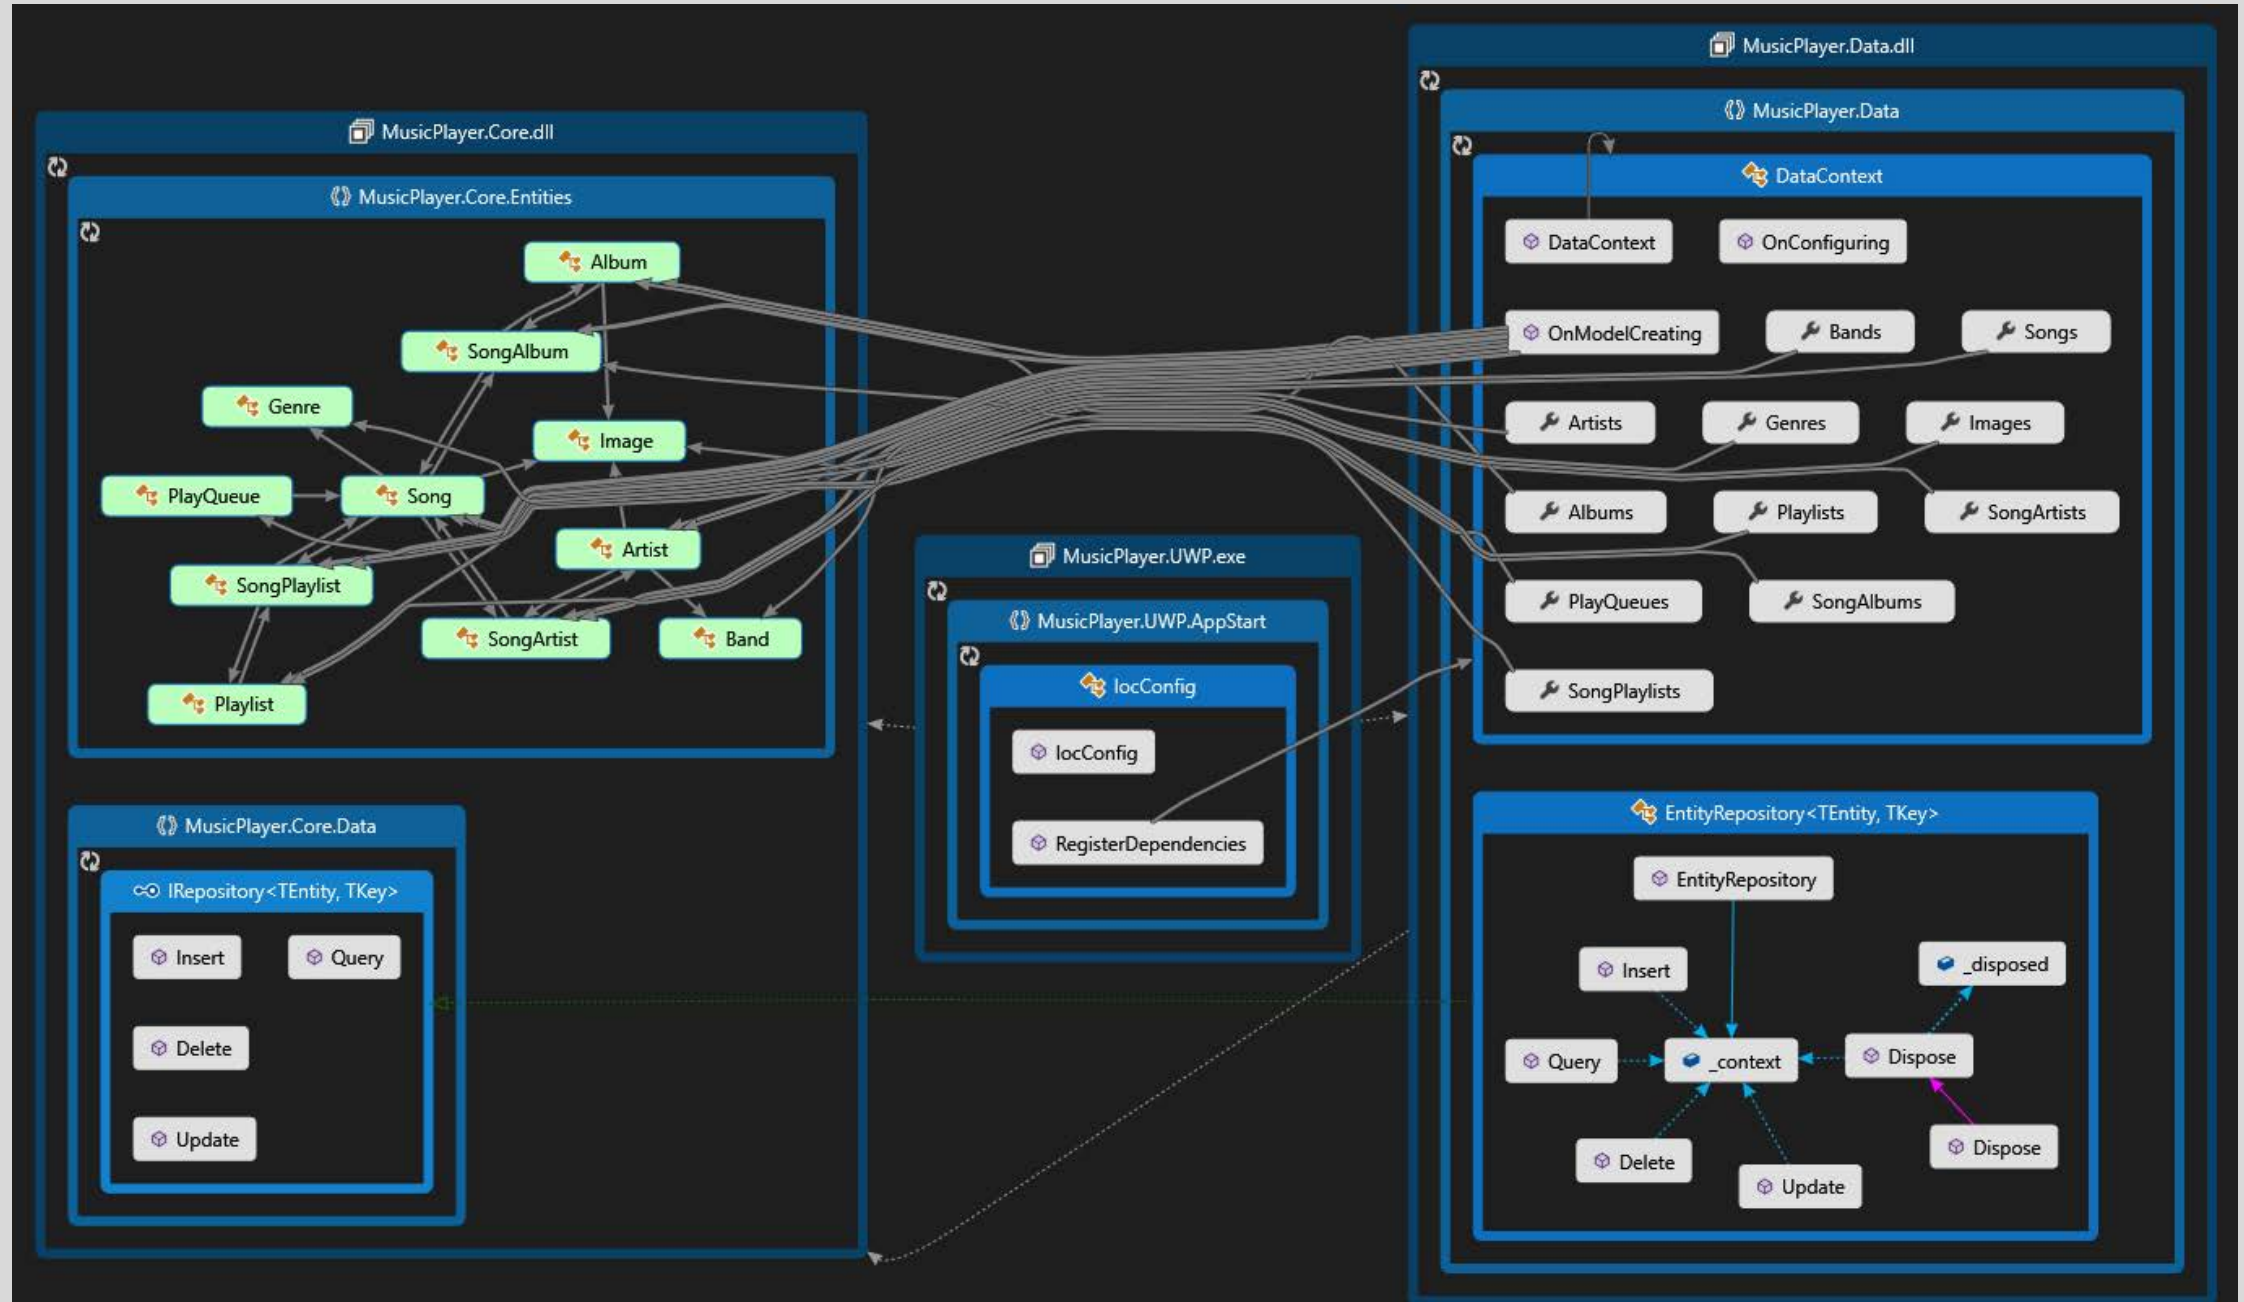 MusicPlayer.Core.dll
MusicPlayer.Core.Entities
Album
SongAlbum
Genre
Image
PlayQueue
Song
Artist
SongPlaylist
SongArtist
Band
Playlist
MusicPlayer.Core.Data
IRepository<TEntity, TKey>
Insert
Query
Delete
Update
MusicPlayer.UWP.exe
MusicPlayer.UWP.AppStart
IocConfig
IocConfig
RegisterDependencies
MusicPlayer.Data.dll
MusicPlayer.Data
DataContext
DataContext
OnConfiguring
OnModelCreating
Bands
Songs
Artists
Genres
Images
Albums
Playlists
SongArtists
PlayQueues
SongAlbums
SongPlaylists
EntityRepository<TEntity, TKey>
EntityRepository
Insert
_disposed
Query
_context
Dispose
Delete
Update
Dispose